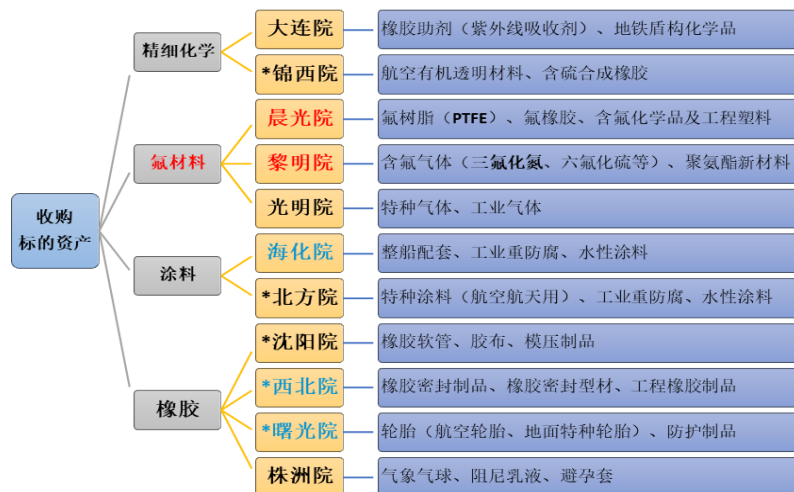 收购
标的资产
精细化学
大连院
橡胶助剂（紫外线吸收剂）、地铁盾构化学品
*锦西院
航空有机透明材料、含硫合成橡胶
氟材料
晨光院
氟树脂（PTFE）、氟橡胶、含氟化学品及工程塑料
黎明院
含氟气体（三氟化氮、六氟化硫等）、聚氨酯新材料
光明院
特种气体、工业气体
涂料
海化院
整船配套、工业重防腐、水性涂料
*北方院
特种涂料（航空航天用）、工业重防腐、水性涂料
橡胶
*沈阳院
橡胶软管、胶布、模压制品
*西北院
橡胶密封制品、橡胶密封型材、工程橡胶制品
*曙光院
轮胎（航空轮胎、地面特种轮胎）、防护制品
株洲院
气象气球、阻尼乳液、避孕套